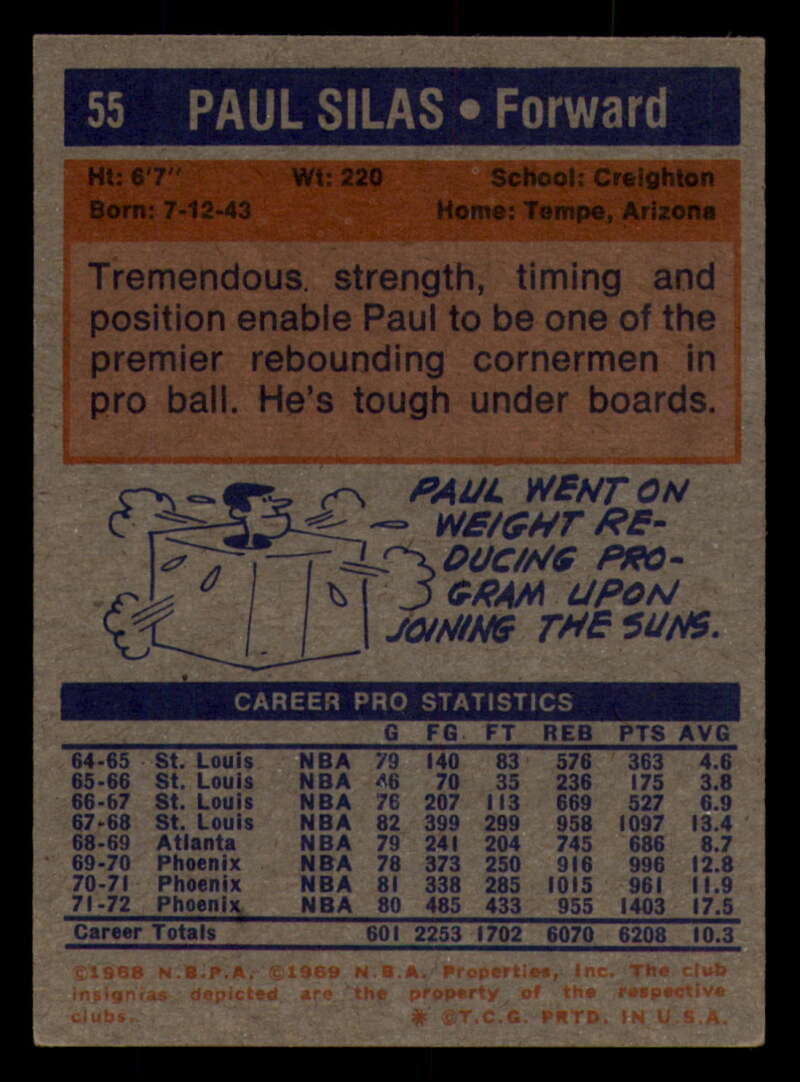 55 PAUL SILAS • Forward
Ht: 6'7" Wt: 220 School: Creighton
Born: 7-12-43 Home: Tempe, Arizona
Tremendous. strength, timing and
position enable Paul to be one of the
premier rebounding cornermen in
pro ball. He's tough under boards.
PAUL WENT ON
WEIGHT RE-
DUCING PRO-
GRAM UPON
JOINING THE SUNS.
CAREER PRO STATISTICS
G FG. FT REB PTS AVG
64-65 St. Louis NBA 79 140 83 576 363 4.6
65-66 St. Louis NBA 46 70 35 236 175 3.8
66-67 St. Louis NBA 76 207 113 669 527 6.9
67-68 St. Louis NBA 82 399 299 958 1097 13.4
68-69 Atlanta NBA 79 241 204 745 686 8.7
69-70 Phoenix NBA 78 373 250 916 996 12.8
70-71 Phoenix NBA 81 338 285 1015 961 11.9
71-72 Phoenix NBA 80 485 433 955 1403 17.5
Career Totals 601 2253 1702 6070 6208 10.3
©1968 N.B.P.A. ©1969 N.B.A. Properties, Inc. The club
insignias depicted are the property of the respective
clubs. * ©T.C.G. PRTD. IN U.S.A.